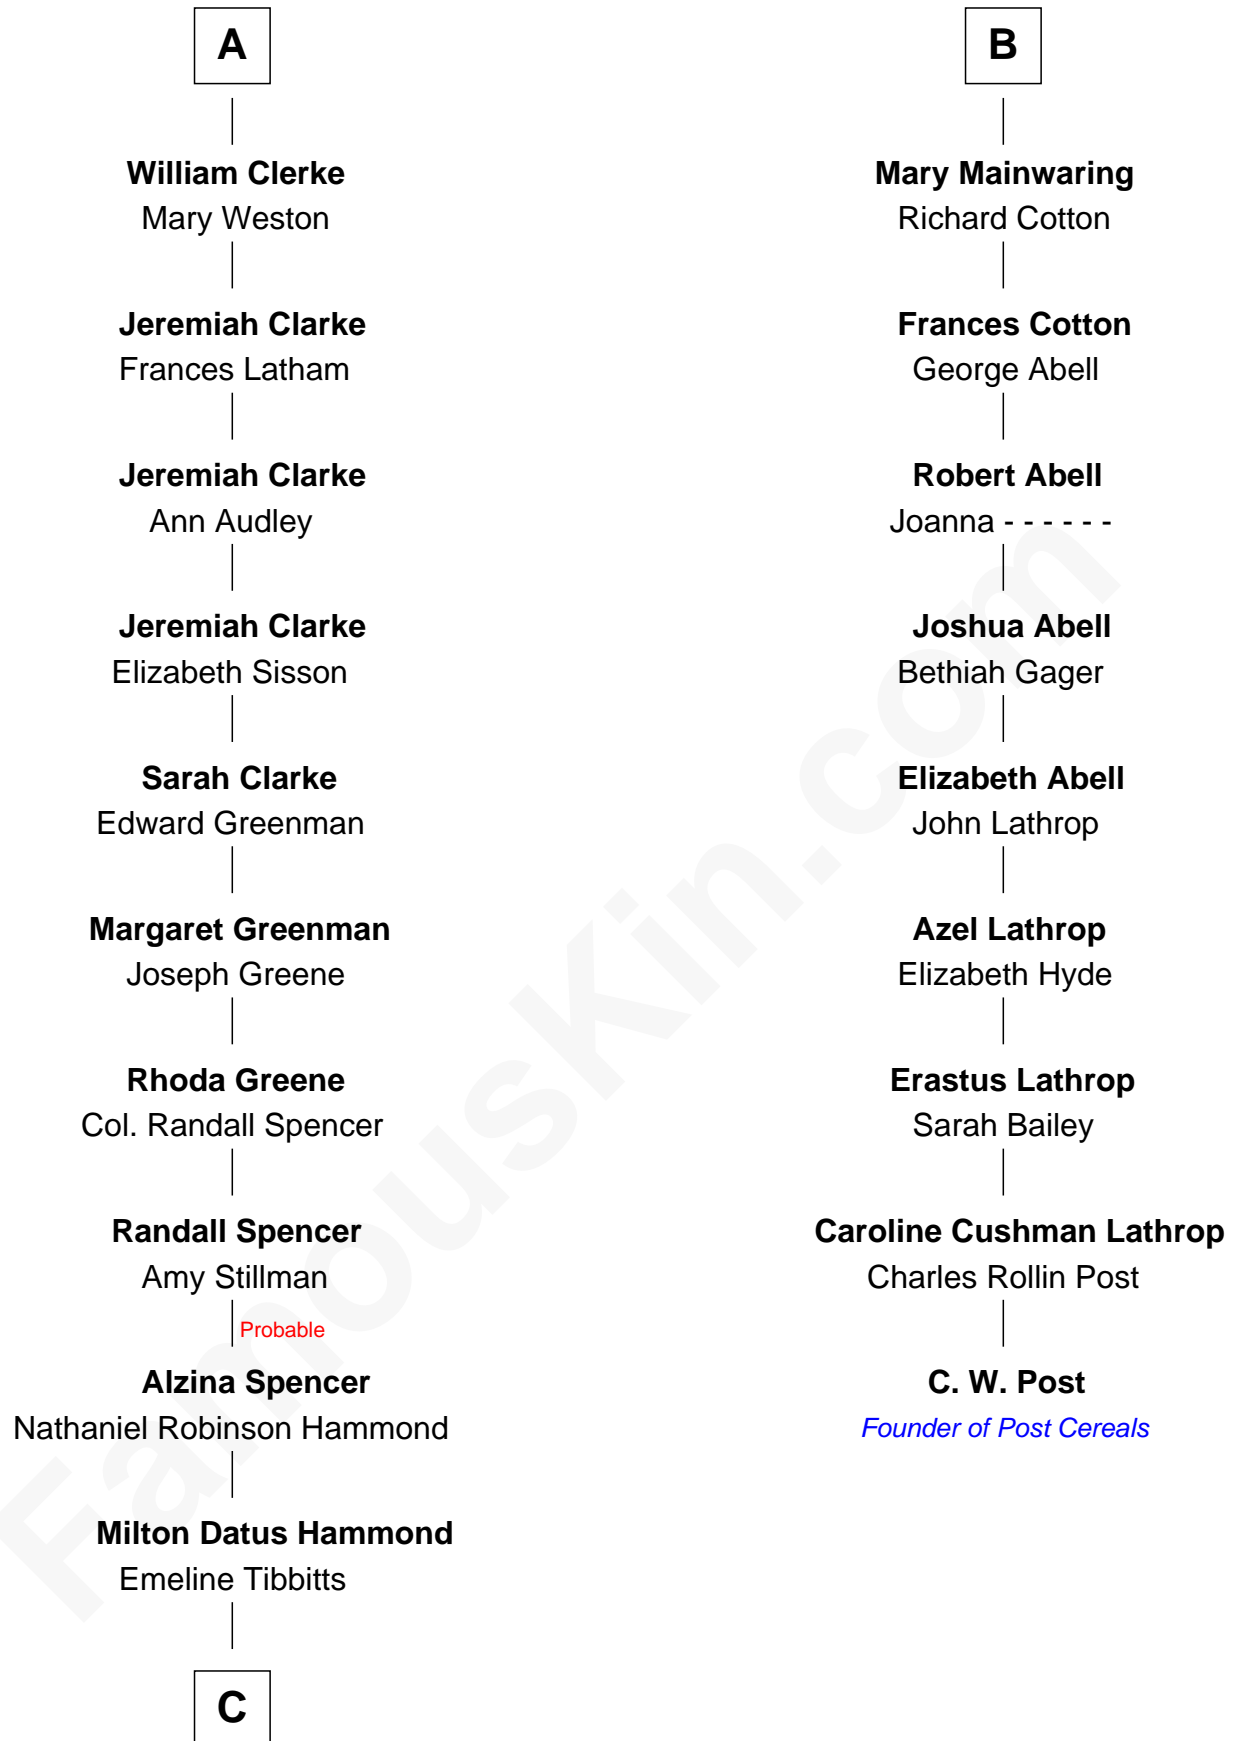 A
William Clerke
Mary Weston
Jeremiah Clarke
Frances Latham
Jeremiah Clarke
Ann Audley
Jeremiah Clarke
Elizabeth Sisson
Sarah Clarke
Edward Greenman
Margaret Greenman
Joseph Greene
Rhoda Greene
Col. Randall Spencer
Randall Spencer
Amy Stillman
Probable
Alzina Spencer
Nathaniel Robinson Hammond
Milton Datus Hammond
Emeline Tibbitts
C
B
Mary Mainwaring
Richard Cotton
Frances Cotton
George Abell
Robert Abell
Joanna - - - - - -
Joshua Abell
Bethiah Gager
Elizabeth Abell
John Lathrop
Azel Lathrop
Elizabeth Hyde
Erastus Lathrop
Sarah Bailey
Caroline Cushman Lathrop
Charles Rollin Post
C. W. Post
Founder of Post Cereals
FamousKin.com